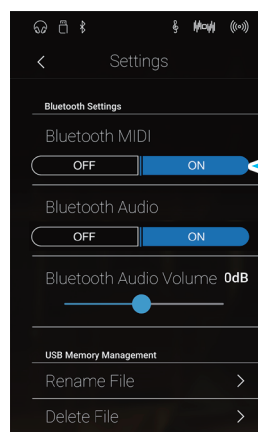 Settings
Bluetooth Settings
Bluetooth MIDI
OFF ON
Bluetooth Audio
OFF ON
Bluetooth Audio Volume 0dB
USB Memory Management
Rename File
Delete File